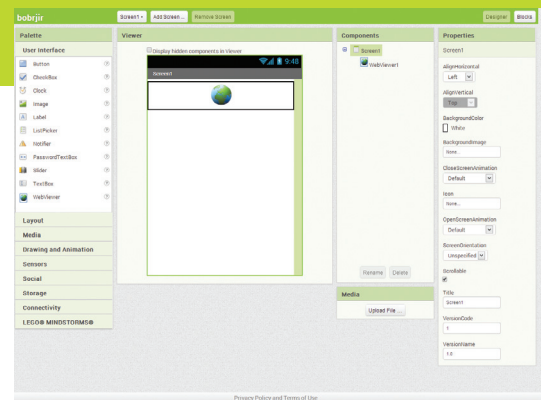 bobrjir
Screen1
Add Screen ...
Remove Screen
Designer
Blocks
Palette
User Interface
Button
CheckBox
Clock
Image
Label
ListPicker
Notifier
PasswordTextBox
Slider
TextBox
WebViewer
Layout
Media
Drawing and Animation
Sensors
Social
Storage
Connectivity
LEGO® MINDSTORMS®
Viewer
Display hidden components in Viewer
9:48
Screen1
Components
Screen1
WebViewer1
Rename
Delete
Media
Upload File ...
Properties
Screen1
AlignHorizontal
Left
AlignVertical
Top
BackgroundColor
White
BackgroundImage
None...
CloseScreenAnimation
Default
Icon
None...
OpenScreenAnimation
Default
ScreenOrientation
Unspecified
Scrollable
Title
Screen1
VersionCode
1
VersionName
1.0
Privacy Policy and Terms of Use